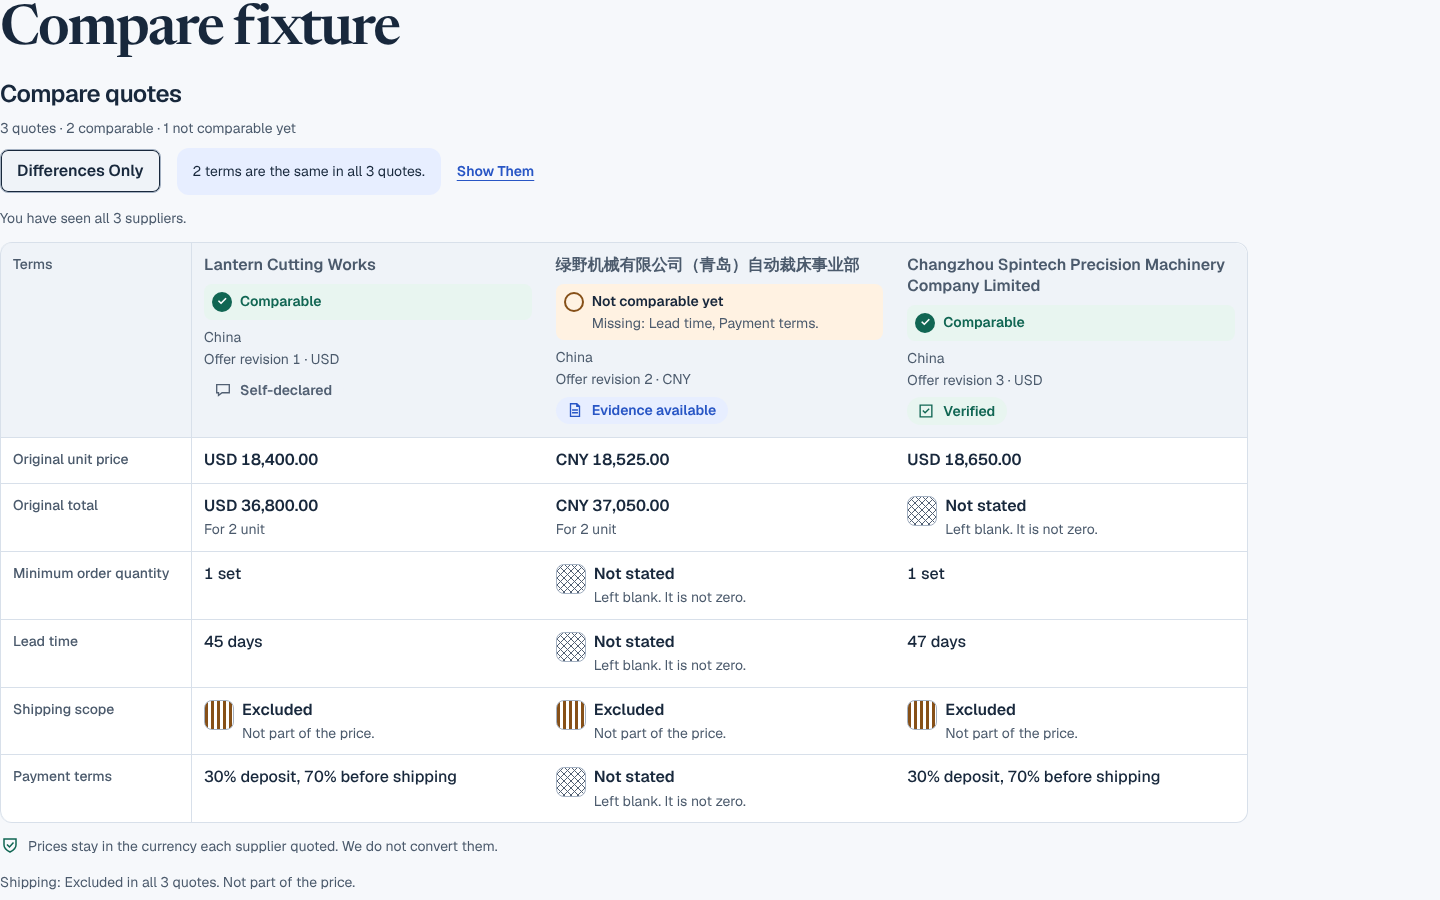 Compare fixture
Compare quotes
3 quotes · 2 comparable · 1 not comparable yet
Differences Only
2 terms are the same in all 3 quotes.
Show Them
You have seen all 3 suppliers.
Terms
Lantern Cutting Works
Comparable
China
Offer revision 1 · USD
Self-declared
绿野机械有限公司（青岛）自动裁床事业部
Not comparable yet
Missing: Lead time, Payment terms.
China
Offer revision 2 · CNY
Evidence available
Changzhou Spintech Precision Machinery
Company Limited
Comparable
China
Offer revision 3 · USD
Verified
Original unit price
USD 18,400.00
CNY 18,525.00
USD 18,650.00
Original total
USD 36,800.00
For 2 unit
CNY 37,050.00
For 2 unit
Not stated
Left blank. It is not zero.
Minimum order quantity
1 set
Not stated
Left blank. It is not zero.
1 set
Lead time
45 days
Not stated
Left blank. It is not zero.
47 days
Shipping scope
Excluded
Not part of the price.
Excluded
Not part of the price.
Excluded
Not part of the price.
Payment terms
30% deposit, 70% before shipping
Not stated
Left blank. It is not zero.
30% deposit, 70% before shipping
Prices stay in the currency each supplier quoted. We do not convert them.
Shipping: Excluded in all 3 quotes. Not part of the price.